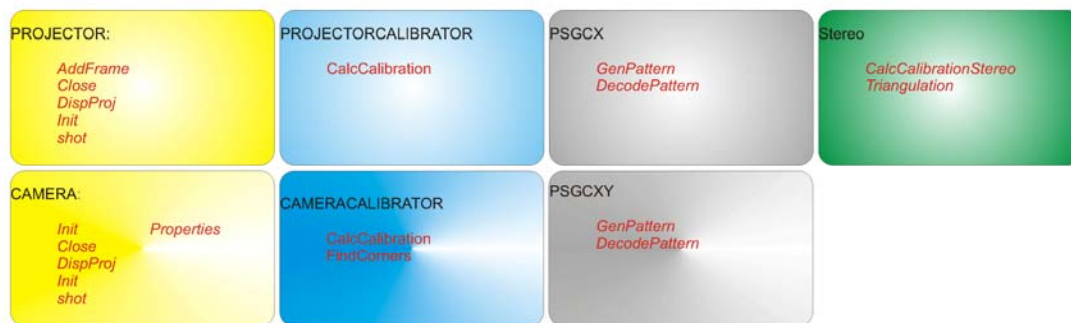 PROJECTOR:
AddFrame
Close
DispProj
Init
shot
PROJECTORCALIBRATOR
CalcCalibration
PSGCX
GenPattern
DecodePattern
Stereo
CalcCalibrationStereo
Triangulation
CAMERA:
Init Properties
Close
DispProj
Init
shot
CAMERACALIBRATOR
CalcCalibration
FindCorners
PSGCXY
GenPattern
DecodePattern